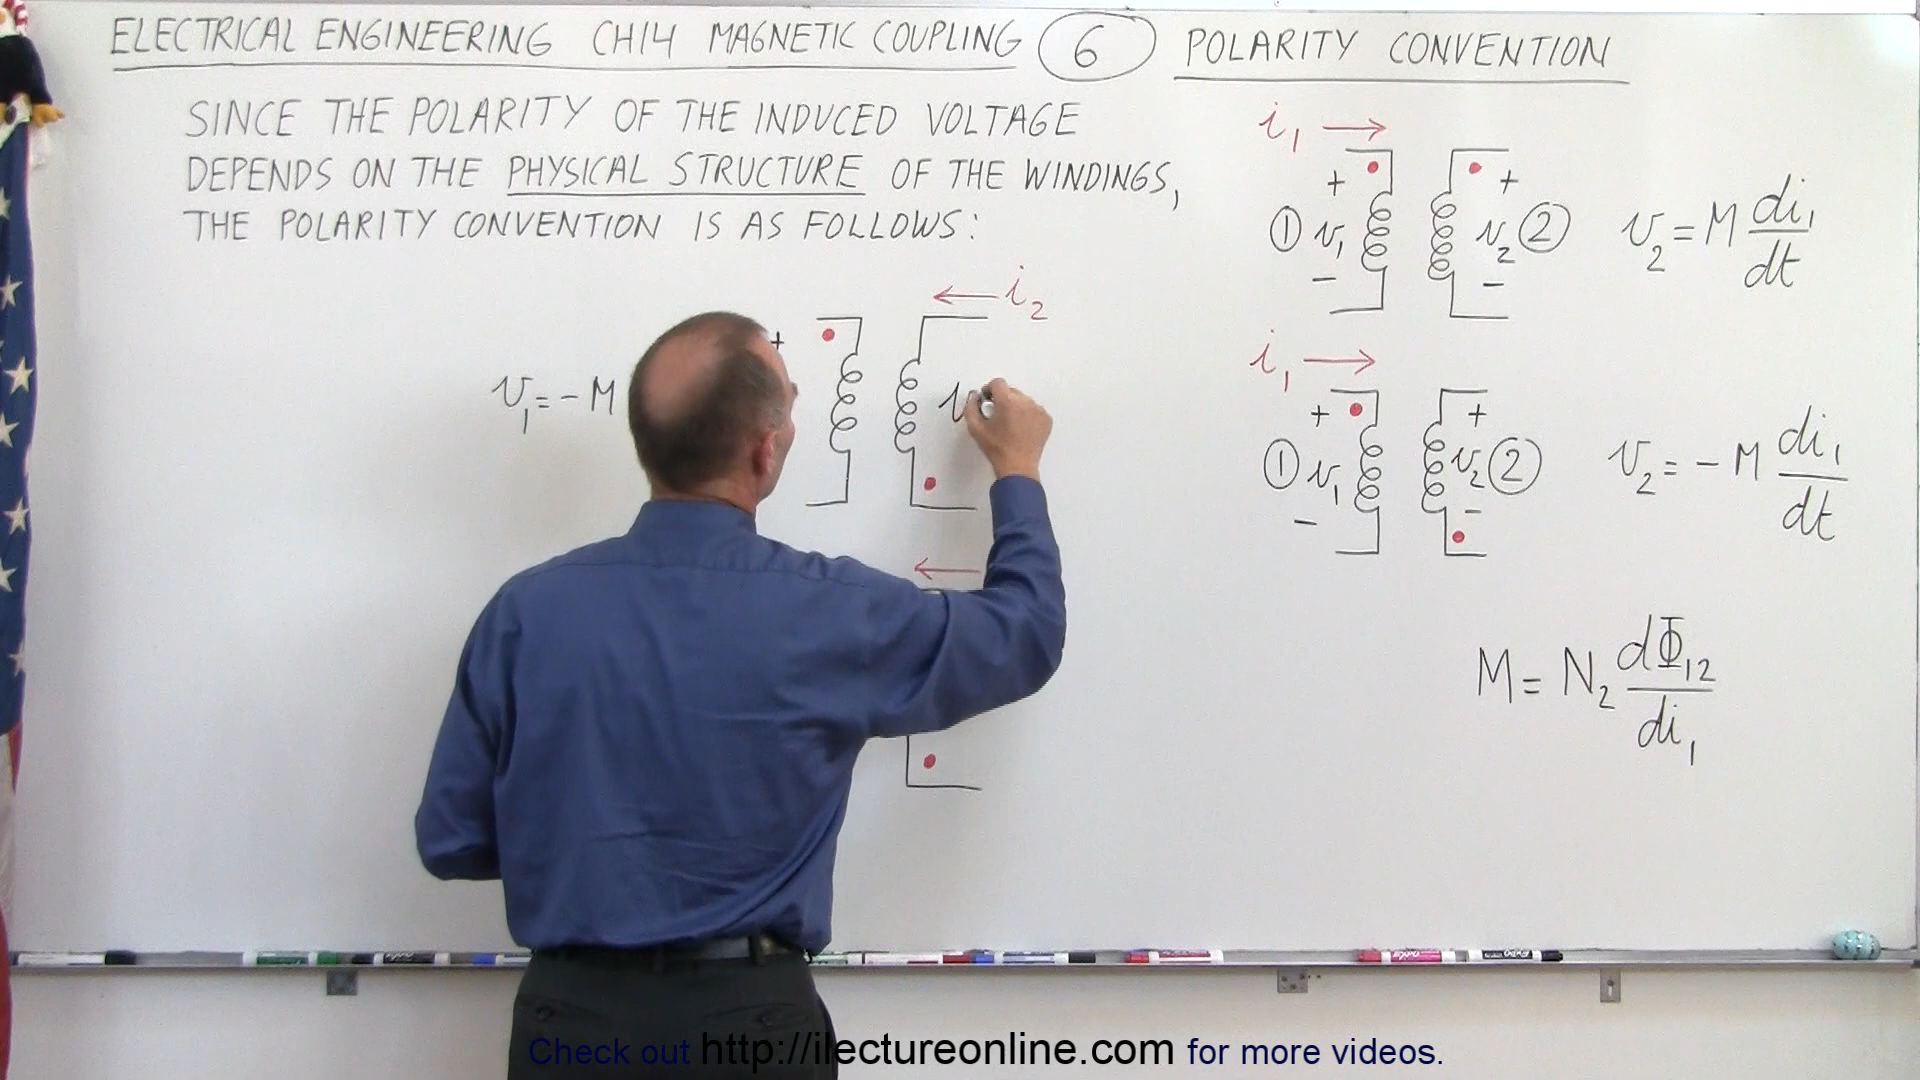 ELECTRICAL ENGINEERING CH14 MAGNETIC COUPLING 6 POLARITY CONVENTION
SINCE THE POLARITY OF THE INDUCED VOLTAGE
DEPENDS ON THE PHYSICAL STRUCTURE OF THE WINDINGS,
THE POLARITY CONVENTION IS AS FOLLOWS:
i₁ →
+ +
① v₁ v₂ ② v₂ = M di₁/dt
− −
← i₂
+
v₁ = − M
v
←
i₁ →
+ +
① v₁ v₂ ② v₂ = − M di₁/dt
− −
M = N₂ dΦ₁₂/di₁
Check out http://ilectureonline.com for more videos.